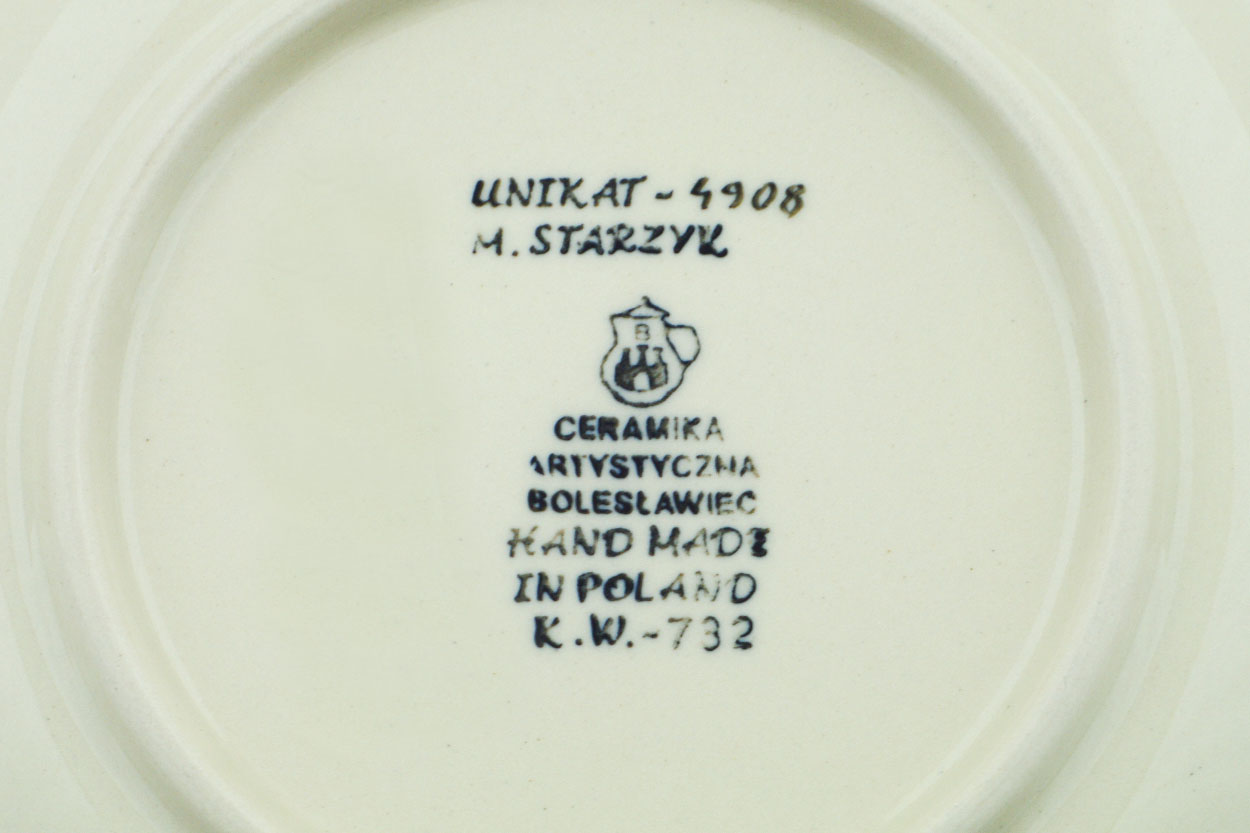 UNIKAT - 4908
M. STARZYK
B
CERAMIKA
ARTYSTYCZNA
BOLESŁAWIEC
HAND MADE
IN POLAND
K.W.-732